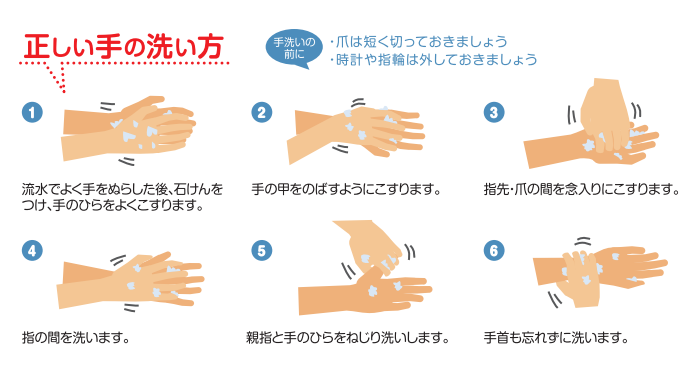 正しい手の洗い方
手洗いの
前に
・爪は短く切っておきましょう
・時計や指輪は外しておきましょう
1
流水でよく手をぬらした後、石けんを
つけ、手のひらをよくこすります。
2
手の甲をのばすようにこすります。
3
指先・爪の間を念入りにこすります。
4
指の間を洗います。
5
親指と手のひらをねじり洗いします。
6
手首も忘れずに洗います。